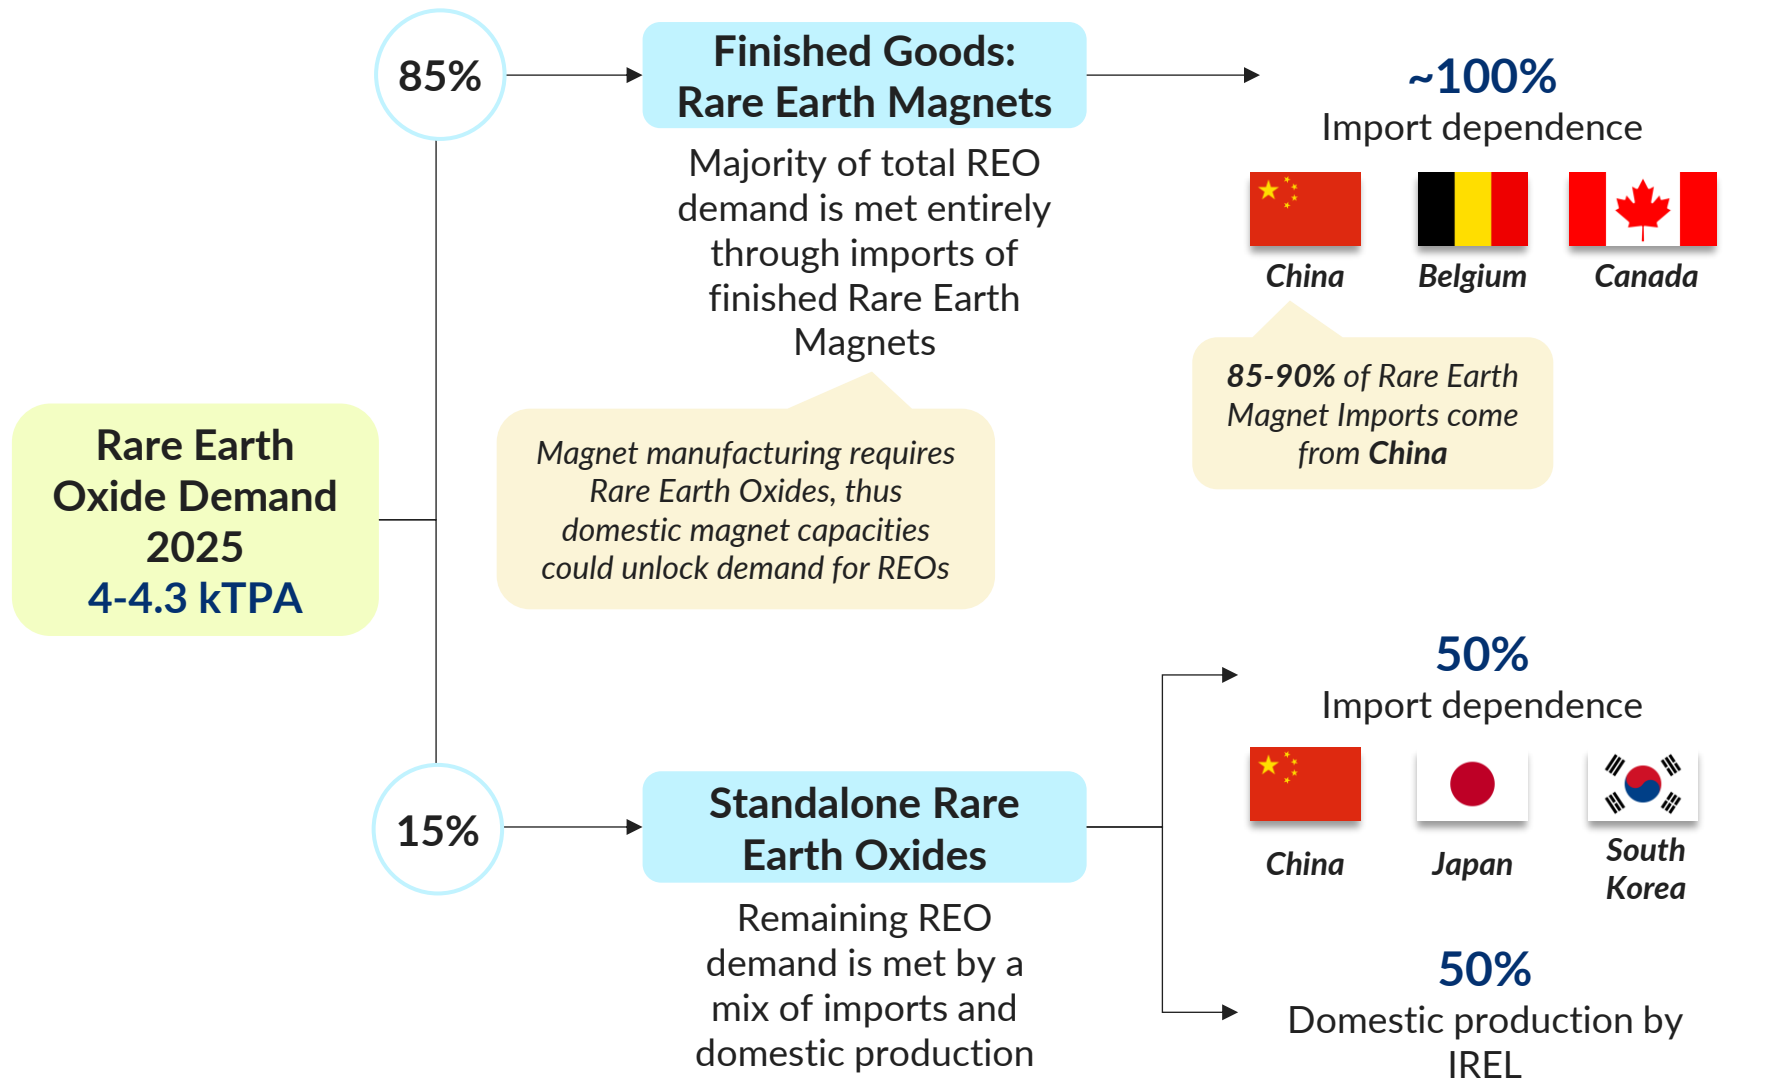 Rare Earth
Oxide Demand
2025
4-4.3 kTPA
85%
Finished Goods:
Rare Earth Magnets
Majority of total REO
demand is met entirely
through imports of
finished Rare Earth
Magnets
Magnet manufacturing requires
Rare Earth Oxides, thus
domestic magnet capacities
could unlock demand for REOs
~100%
Import dependence
China
Belgium
Canada
85-90% of Rare Earth
Magnet Imports come
from China
15%
Standalone Rare
Earth Oxides
Remaining REO
demand is met by a
mix of imports and
domestic production
50%
Import dependence
China
Japan
South
Korea
50%
Domestic production by
IREL